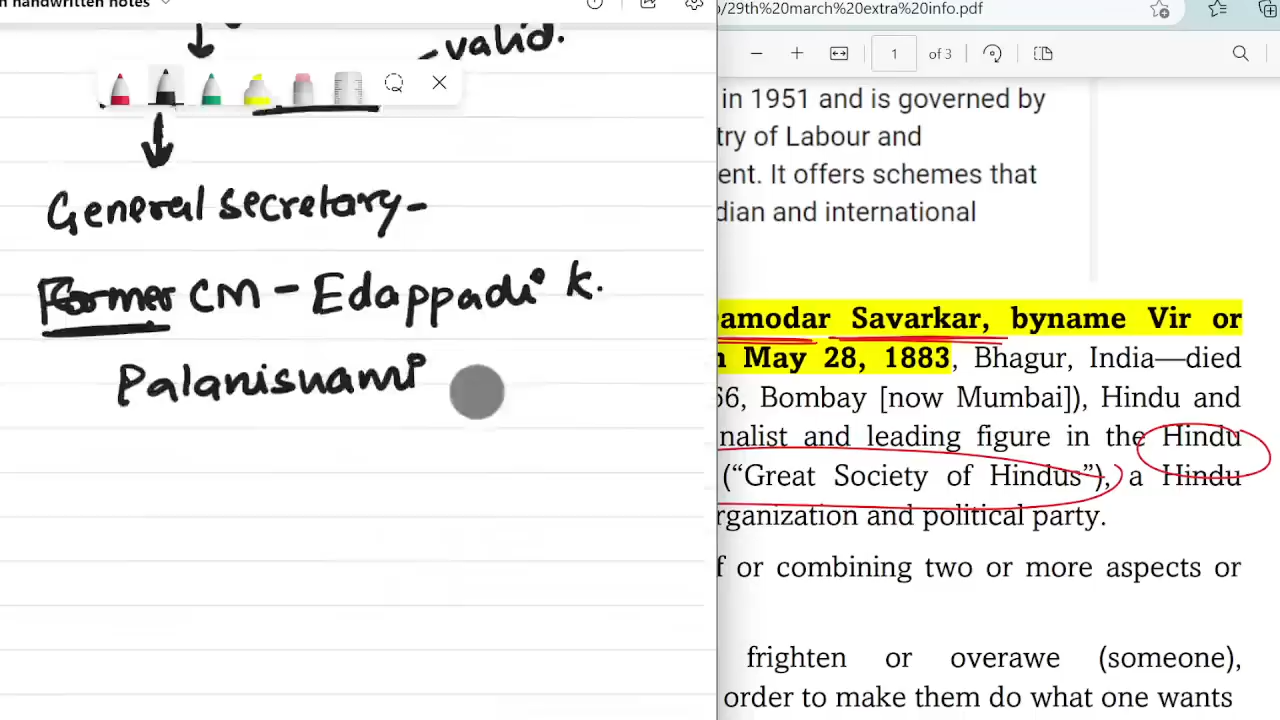 handwritten notes
valid.
General secretary-
Former CM - Edappadi K.
Palaniswami
/29th%20march%20extra%20info.pdf
1 of 3
in 1951 and is governed by
try of Labour and
ent. It offers schemes that
dian and international
Damodar Savarkar, byname Vir or
n May 28, 1883, Bhagur, India—died
66, Bombay [now Mumbai]), Hindu and
nalist and leading figure in the Hindu
(“Great Society of Hindus”), a Hindu
rganization and political party.
f or combining two or more aspects or
frighten or overawe (someone),
order to make them do what one wants